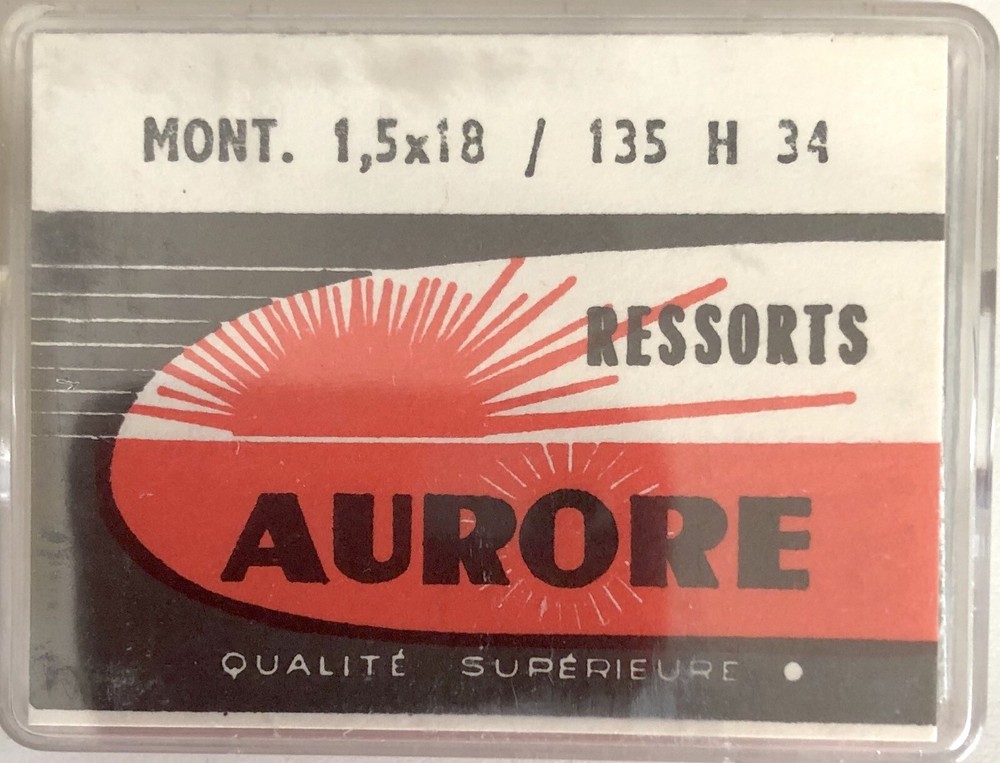 MONT. 1,5x18 / 135 H 34
RESSORTS
AURORE
QUALITÉ SUPÉRIEURE